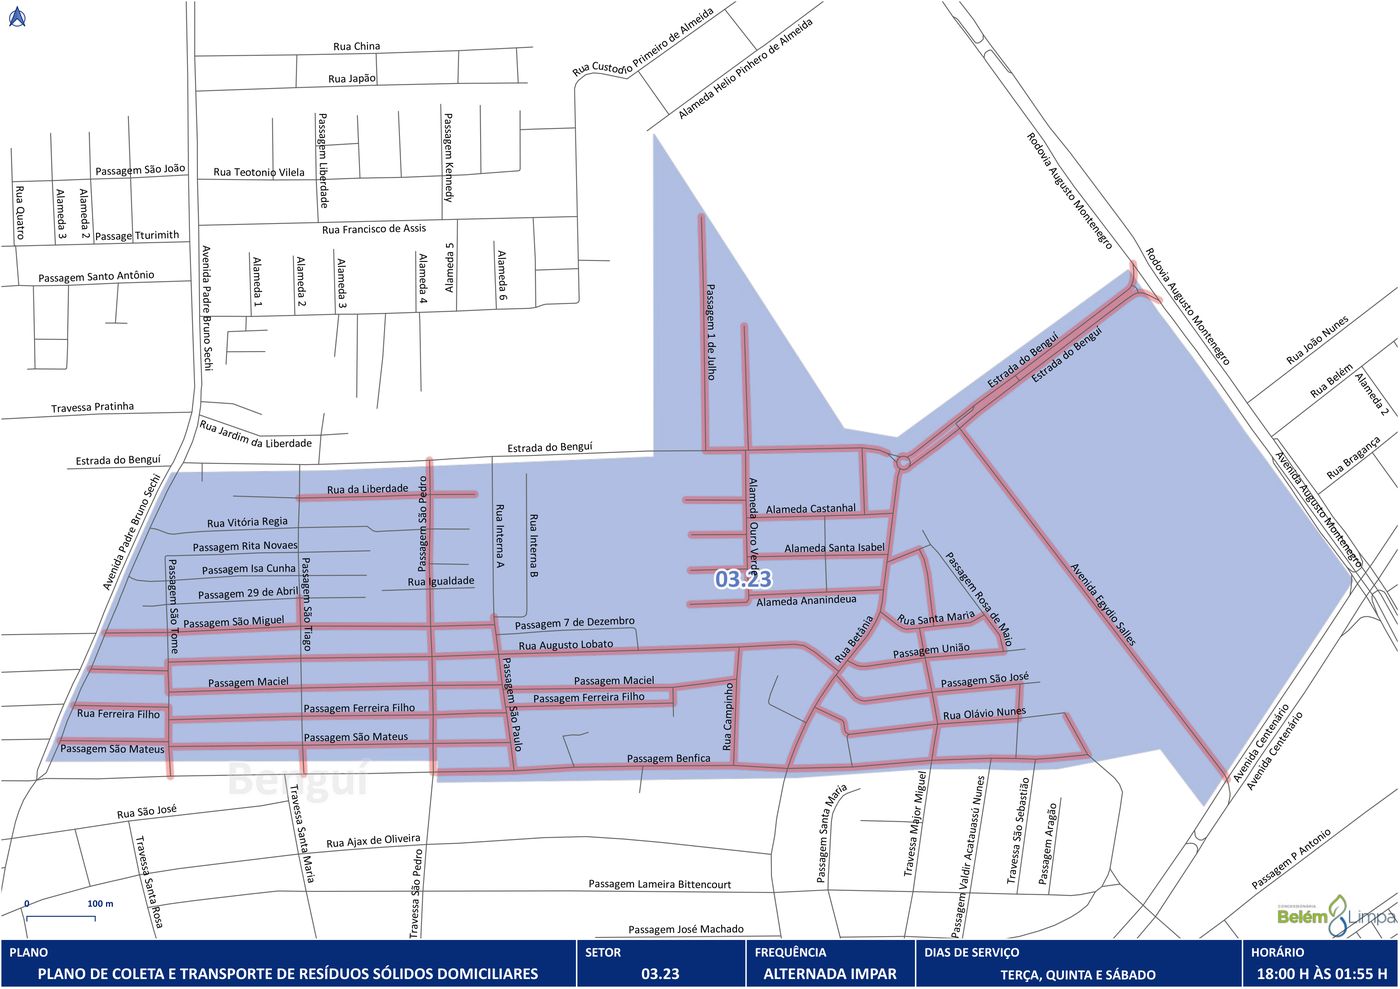 Rua China
Rua Japão
Rua Custodio Primeiro de Almeida
Alameda Helio Pinhero de Almeida
Passagem Liberdade
Passagem Kennedy
Rodovia Augusto Montenegro
Passagem São João
Rua Teotonio Vilela
Rua Quatro
Alameda 3
Alameda 2
Passage Tturimith
Rua Francisco de Assis
Avenida Padre Bruno Sechi
Alameda 1
Alameda 2
Alameda 3
Alameda 4
Alameda 5
Alameda 6
Passagem Santo Antônio
Rodovia Augusto Montenegro
Passagem 1 de Julho
Estrada do Benguí
Estrada do Benguí
Rua João Nunes
Rua Belém
Alameda 2
Travessa Pratinha
Rua Jardim da Liberdade
Estrada do Benguí
Estrada do Benguí
Rua Bragança
Avenida Augusto Montenegro
Avenida Padre Bruno Sechi
Rua da Liberdade
Passagem São Pedro
Rua Interna A
Rua Interna B
Alameda Ouro Verde
Alameda Castanhal
Rua Vitória Regia
Passagem Rita Novaes
Passagem Isa Cunha
Passagem 29 de Abril
Rua Igualdade
Passagem São Tome
Passagem São Tiago
Alameda Santa Isabel
03.23
Alameda Ananindeua
Passagem Rosa de Maio
Avenida Egydio Salles
Passagem São Miguel
Passagem 7 de Dezembro
Rua Augusto Lobato
Rua Betânia
Rua Santa Maria
Passagem União
Passagem Maciel
Passagem Maciel
Passagem São José
Passagem Ferreira Filho
Rua Ferreira Filho
Passagem Ferreira Filho
Passagem São Paulo
Rua Campinho
Rua Olávio Nunes
Passagem São Mateus
Passagem São Mateus
Passagem Benfica
Avenida Centenário
Avenida Centenário
Benguí
Rua São José
Travessa Santa Rosa
Travessa Santa Maria
Rua Ajax de Oliveira
Travessa São Pedro
Passagem Santa Maria
Travessa Major Miguel
Passagem Valdir Acatauassú Nunes
Travessa São Sebastião
Passagem Aragão
Passagem P Antonio
Passagem Lameira Bittencourt
Passagem José Machado
0 100 m
CONCESSIONÁRIA
Belém Limpa
PLANO
PLANO DE COLETA E TRANSPORTE DE RESÍDUOS SÓLIDOS DOMICILIARES
SETOR
03.23
FREQUÊNCIA
ALTERNADA IMPAR
DIAS DE SERVIÇO
TERÇA, QUINTA E SÁBADO
HORÁRIO
18:00 H ÀS 01:55 H